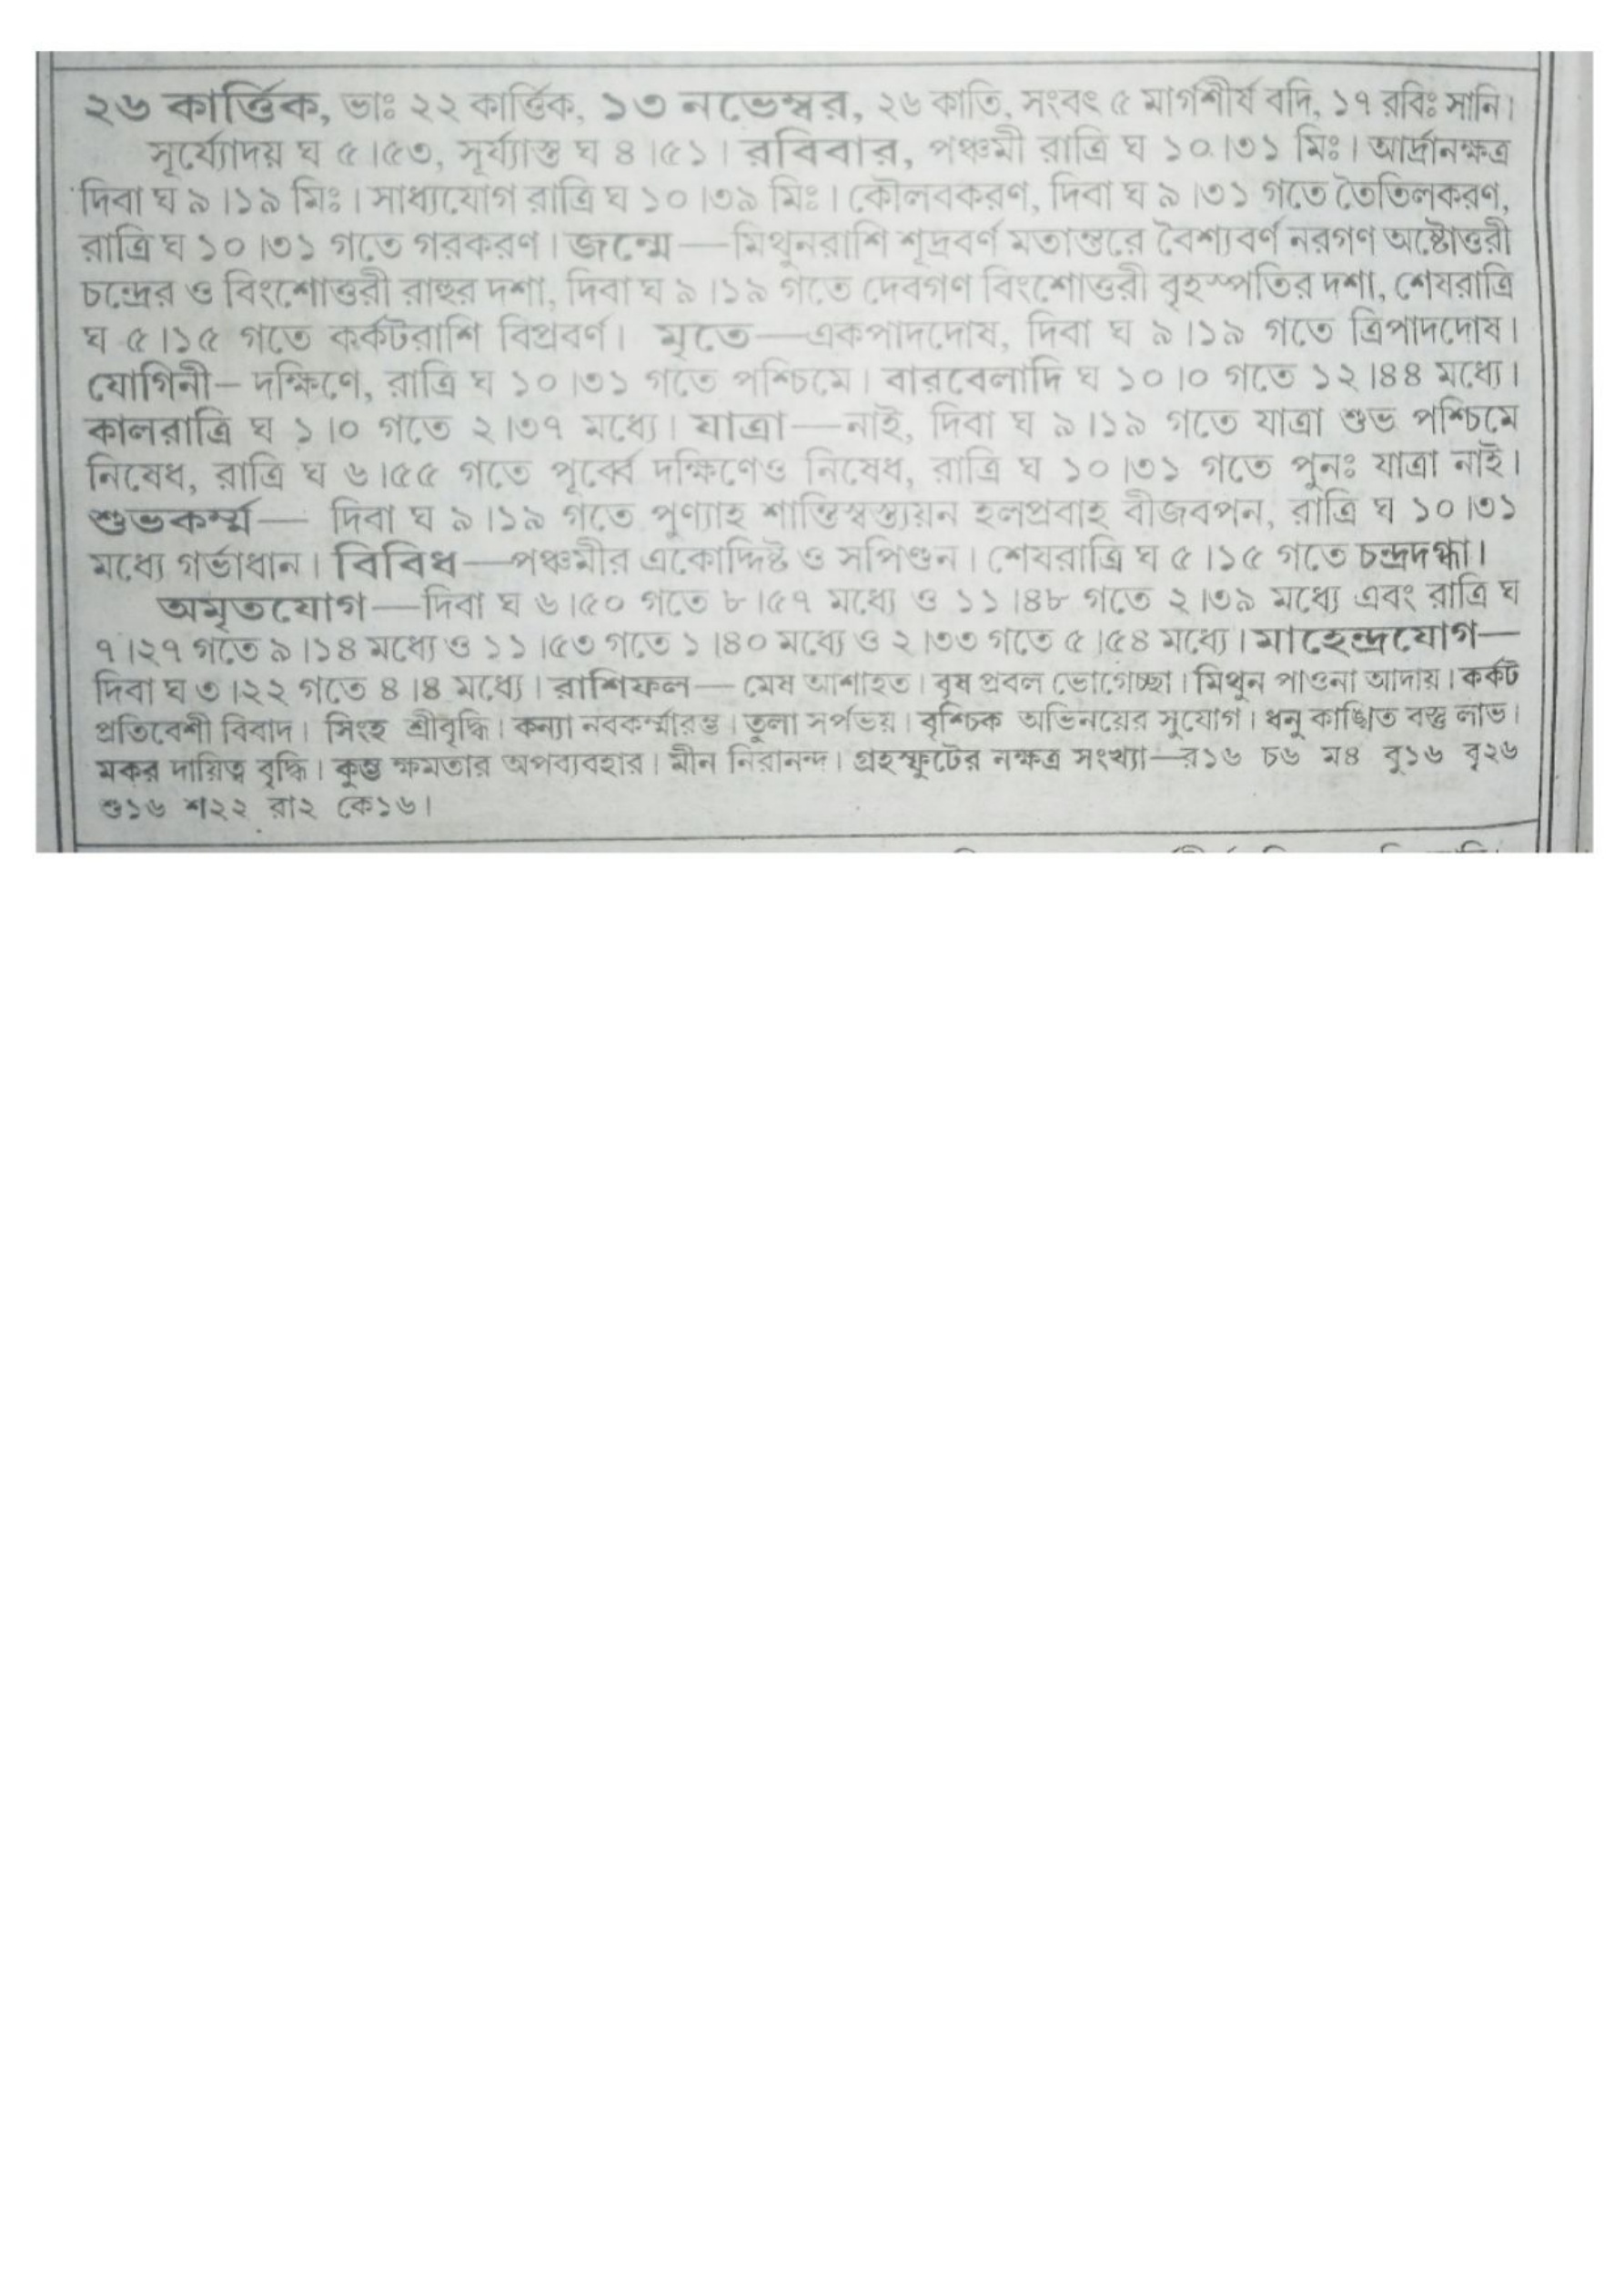 ২৬ কার্ত্তিক, ভাঃ ২২ কার্ত্তিক, ১৩ নভেম্বর, ২৬ কাতি, সংবৎ ৫ মার্গশীর্ষ বদি, ১৭ রবিঃ সানি।
সূর্য্যোদয় ঘ ৫।৫৩, সূর্য্যাস্ত ঘ ৪।৫১। রবিবার, পঞ্চমী রাত্রি ঘ ১০।৩১ মিঃ। আর্দ্রানক্ষত্র
দিবা ঘ ৯।১৯ মিঃ। সাধ্যযোগ রাত্রি ঘ ১০।৩৯ মিঃ। কৌলবকরণ, দিবা ঘ ৯।৩১ গতে তৈতিলকরণ,
রাত্রি ঘ ১০।৩১ গতে গরকরণ। জন্মে—মিথুনরাশি শূদ্রবর্ণ মতান্তরে বৈশ্যবর্ণ নরগণ অষ্টোত্তরী
চন্দ্রের ও বিংশোত্তরী রাহুর দশা, দিবা ঘ ৯।১৯ গতে দেবগণ বিংশোত্তরী বৃহস্পতির দশা, শেষরাত্রি
ঘ ৫।১৫ গতে কর্কটরাশি বিপ্রবর্ণ। মৃতে—একপাদদোষ, দিবা ঘ ৯।১৯ গতে ত্রিপাদদোষ।
যোগিনী—দক্ষিণে, রাত্রি ঘ ১০।৩১ গতে পশ্চিমে। বারবেলাদি ঘ ১০।০ গতে ১২।৪৪ মধ্যে।
কালরাত্রি ঘ ১।০ গতে ২।৩৭ মধ্যে। যাত্রা—নাই, দিবা ঘ ৯।১৯ গতে যাত্রা শুভ পশ্চিমে
নিষেধ, রাত্রি ঘ ৬।৫৫ গতে পূর্ব্বে দক্ষিণেও নিষেধ, রাত্রি ঘ ১০।৩১ গতে পুনঃ যাত্রা নাই।
শুভকর্ম্ম— দিবা ঘ ৯।১৯ গতে পুণ্যাহ শান্তিস্বস্ত্যয়ন হলপ্রবাহ বীজবপন, রাত্রি ঘ ১০।৩১
মধ্যে গর্ভাধান। বিবিধ—পঞ্চমীর একোদ্দিষ্ট ও সপিণ্ডন। শেষরাত্রি ঘ ৫।১৫ গতে চন্দ্রদগ্ধা।
অমৃতযোগ—দিবা ঘ ৬।৫০ গতে ৮।৫৭ মধ্যে ও ১১।৪৮ গতে ২।৩৯ মধ্যে এবং রাত্রি ঘ
৭।২৭ গতে ৯।১৪ মধ্যে ও ১১।৫৩ গতে ১।৪০ মধ্যে ও ২।৩৩ গতে ৫।৫৪ মধ্যে। মাহেন্দ্রযোগ—
দিবা ঘ ৩।২২ গতে ৪।৪ মধ্যে। রাশিফল— মেষ আশাহত। বৃষ প্রবল ভোগেচ্ছা। মিথুন পাওনা আদায়। কর্কট
প্রতিবেশী বিবাদ। সিংহ শ্রীবৃদ্ধি। কন্যা নবকর্ম্মারম্ভ। তুলা সর্পভয়। বৃশ্চিক অভিনয়ের সুযোগ। ধনু কাঙ্খিত বস্তু লাভ।
মকর দায়িত্ব বৃদ্ধি। কুম্ভ ক্ষমতার অপব্যবহার। মীন নিরানন্দ। গ্রহস্ফুটের নক্ষত্র সংখ্যা—র১৬ চ৬ ম৪ বু১৬ বৃ২৬
শু১৬ শ২২ রা২ কে১৬।